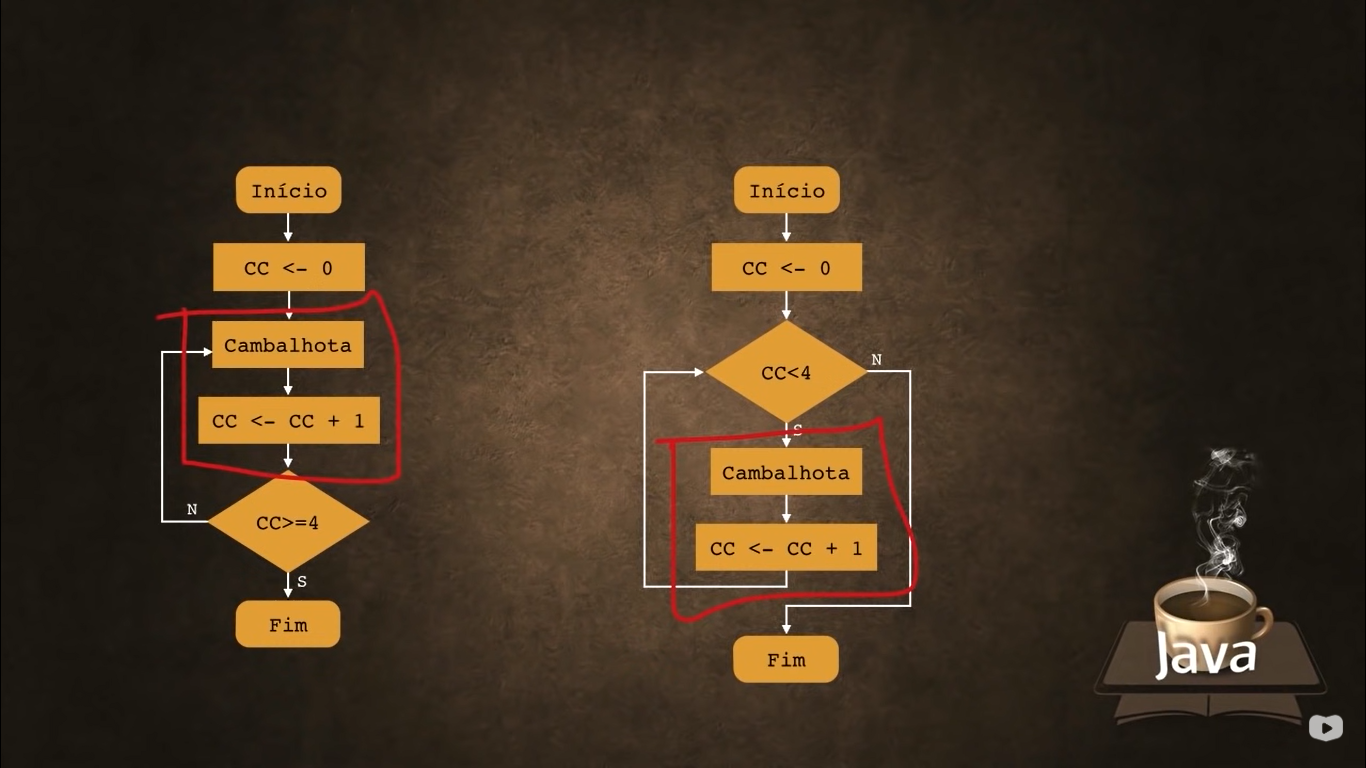 Início
CC <- 0
Cambalhota
CC <- CC + 1
N
CC>=4
S
Fim
Início
CC <- 0
CC<4
N
S
Cambalhota
CC <- CC + 1
Fim
Java